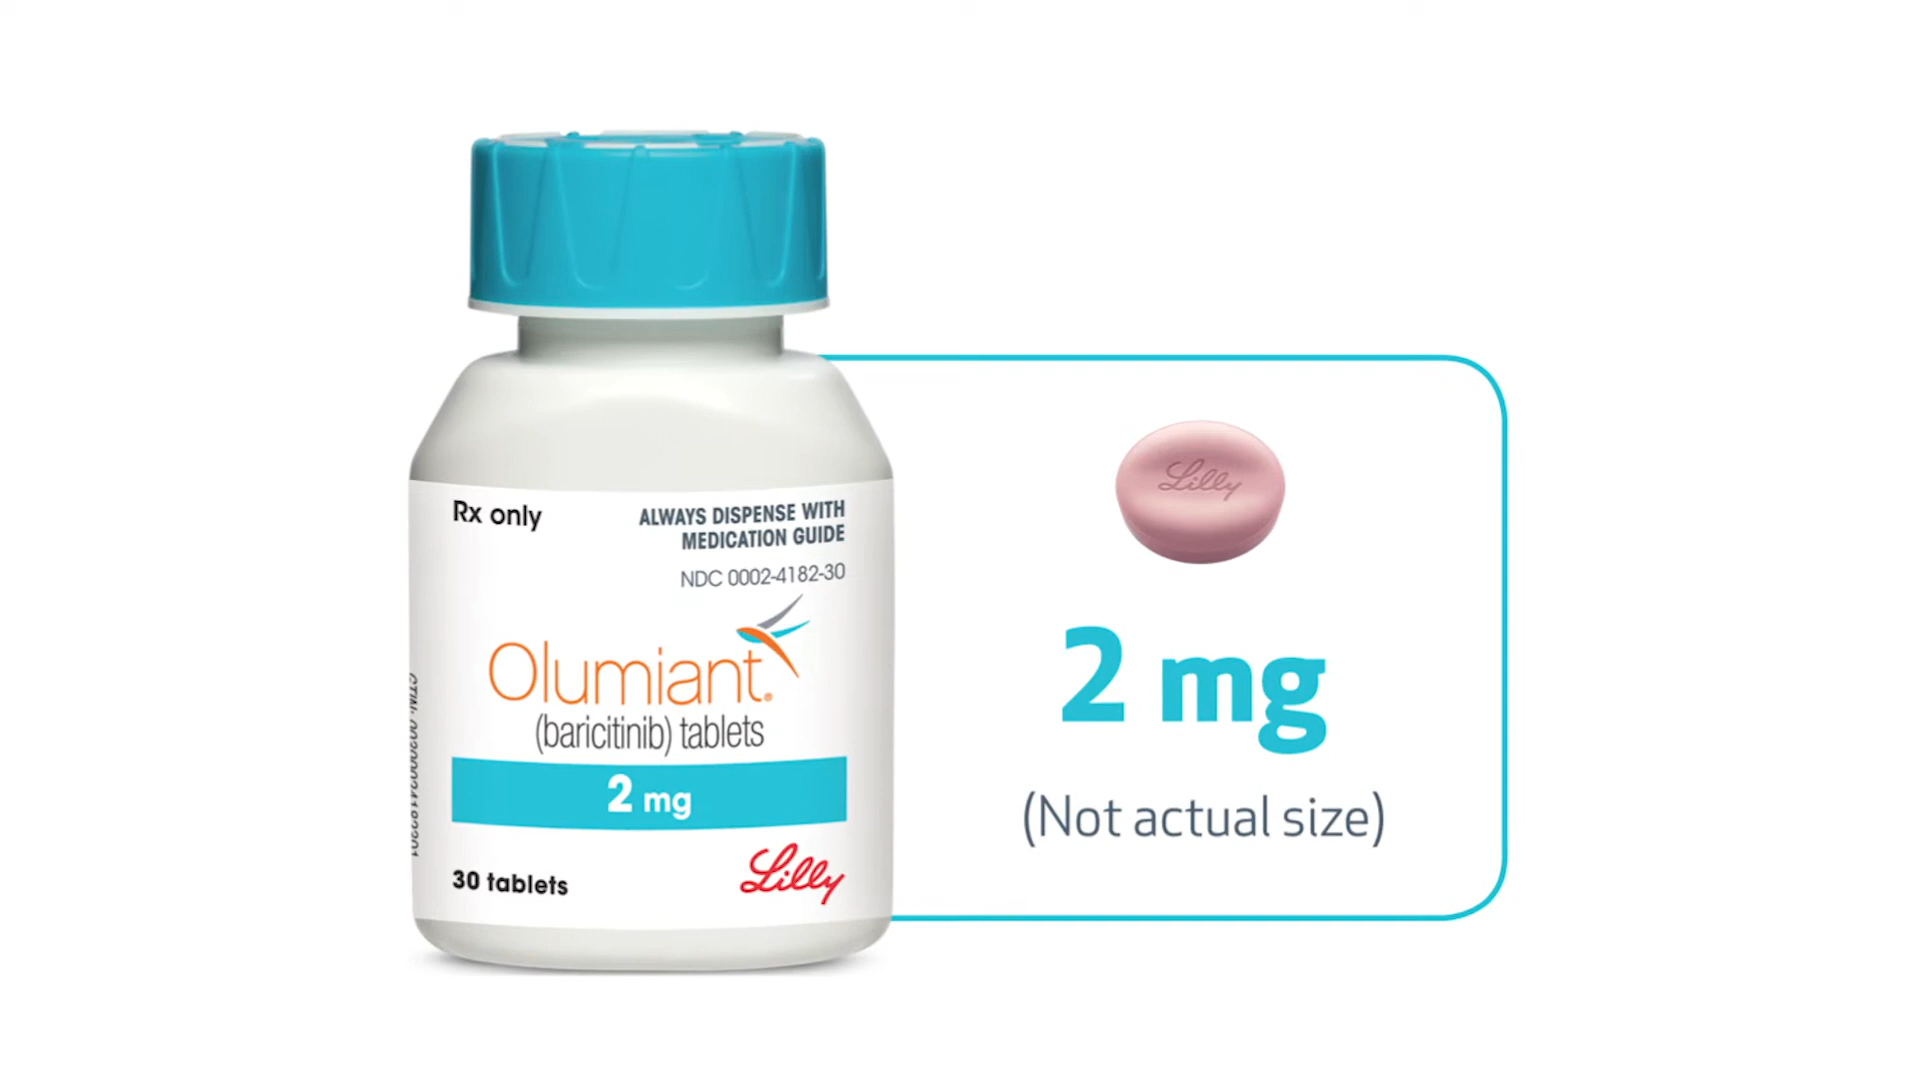 Rx only
ALWAYS DISPENSE WITH
MEDICATION GUIDE
NDC 0002-4182-30
Olumiant®
(baricitinib) tablets
2 mg
30 tablets
Lilly
Lilly
2 mg
(Not actual size)